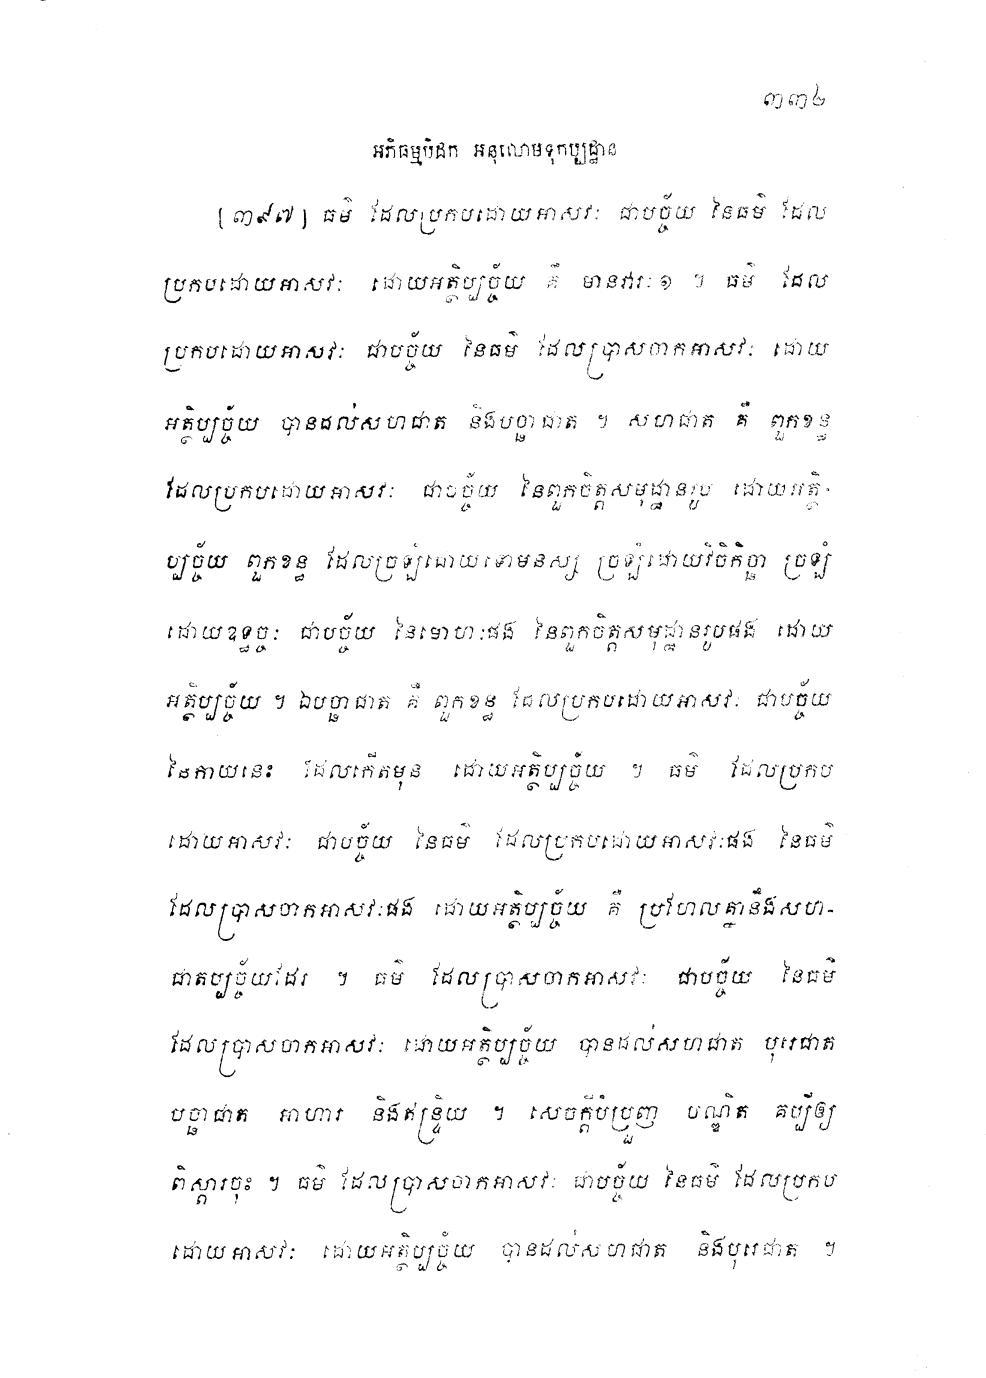 ៣៣៤
អភិធម្មបិដក អនុលោមទុកប្បដ្ឋាន
[៣៩៧] ធម៌ ដែលប្រកបដោយអាសវៈ ជាបច្ច័យ នៃធម៌ ដែល
ប្រកបដោយអាសវៈ ដោយអត្ថិប្បច្ច័យ គឺ មានវារៈ១ ។ ធម៌ ដែល
ប្រកបដោយអាសវៈ ជាបច្ច័យ នៃធម៌ ដែលប្រាសចាកអាសវៈ ដោយ
អត្ថិប្បច្ច័យ បានដល់សហជាត និងបច្ឆាជាត ។ សហជាត គឺ ពួកខន្ធ
ដែលប្រកបដោយអាសវៈ ជាបច្ច័យ នៃពួកចិត្តសមុដ្ឋានរូប ដោយអត្ថិ-
ប្បច្ច័យ ពួកខន្ធ ដែលច្រឡំដោយទោមនស្ស ច្រឡំដោយវិចិកិច្ឆា ច្រឡំ
ដោយឧទ្ធច្ចៈ ជាបច្ច័យ នៃមោហៈផង នៃពួកចិត្តសមុដ្ឋានរូបផង ដោយ
អត្ថិប្បច្ច័យ ។ ឯបច្ឆាជាត គឺ ពួកខន្ធ ដែលប្រកបដោយអាសវៈ ជាបច្ច័យ
នៃកាយនេះ ដែលកើតមុន ដោយអត្ថិប្បច្ច័យ ។ ធម៌ ដែលប្រកប
ដោយអាសវៈ ជាបច្ច័យ នៃធម៌ ដែលប្រកបដោយអាសវៈផង នៃធម៌
ដែលប្រាសចាកអាសវៈផង ដោយអត្ថិប្បច្ច័យ គឺ ប្រហែលគ្នានឹងសហ-
ជាតប្បច្ច័យដែរ ។ ធម៌ ដែលប្រាសចាកអាសវៈ ជាបច្ច័យ នៃធម៌
ដែលប្រាសចាកអាសវៈ ដោយអត្ថិប្បច្ច័យ បានដល់សហជាត បុរេជាត
បច្ឆាជាត អាហារ និងឥន្ទ្រិយ ។ សេចក្តីបំប្រួញ បណ្ឌិត គប្បីឲ្យ
ពិស្តារចុះ ។ ធម៌ ដែលប្រាសចាកអាសវៈ ជាបច្ច័យ នៃធម៌ ដែលប្រកប
ដោយអាសវៈ ដោយអត្ថិប្បច្ច័យ បានដល់សហជាត និងបុរេជាត ។